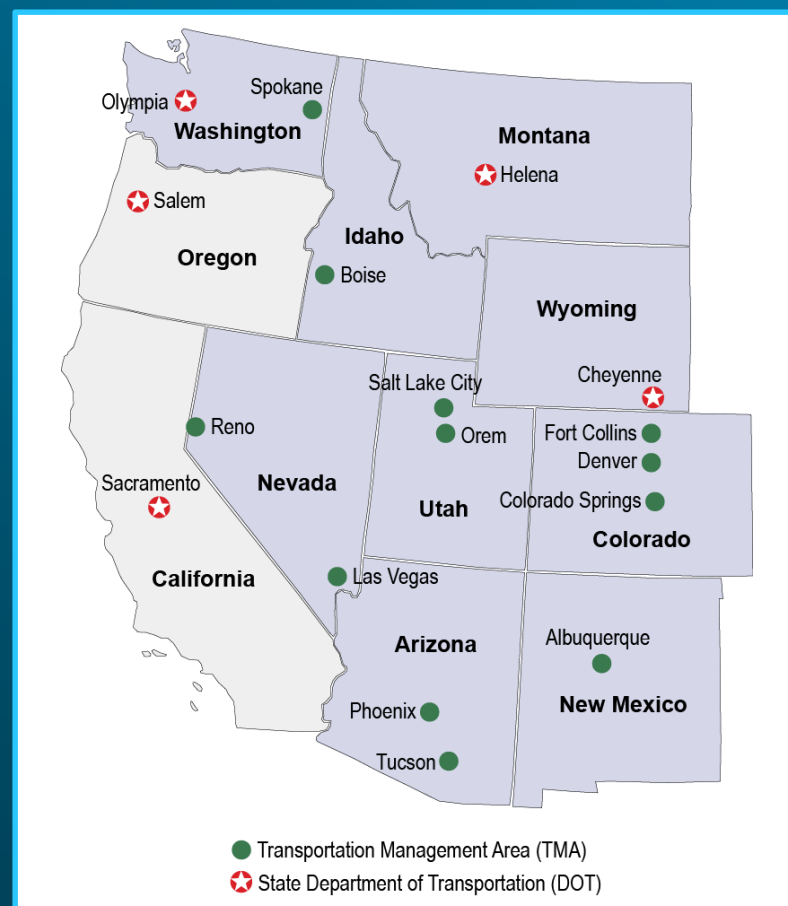 Spokane
Olympia
Washington
Montana
Helena
Salem
Idaho
Oregon
Boise
Wyoming
Cheyenne
Salt Lake City
Reno
Orem
Fort Collins
Denver
Sacramento
Nevada
Utah
Colorado Springs
Colorado
California
Las Vegas
Arizona
Albuquerque
New Mexico
Phoenix
Tucson
Transportation Management Area (TMA)
State Department of Transportation (DOT)